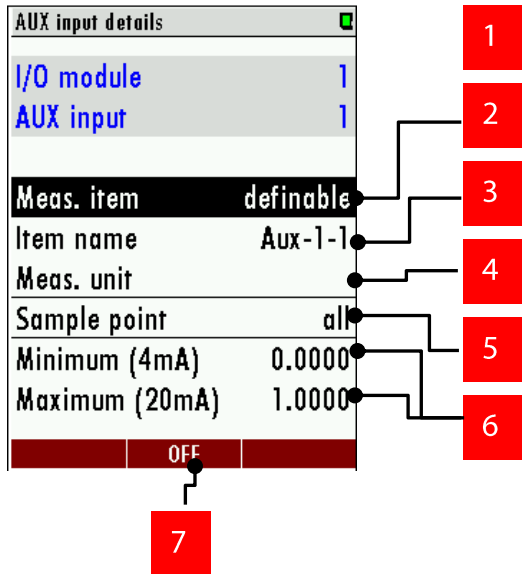 AUX input details
I/O module 1
AUX input 1
Meas. item definable
Item name Aux-1-1
Meas. unit
Sample point all
Minimum (4mA) 0.0000
Maximum (20mA) 1.0000
OFF
1
2
3
4
5
6
7